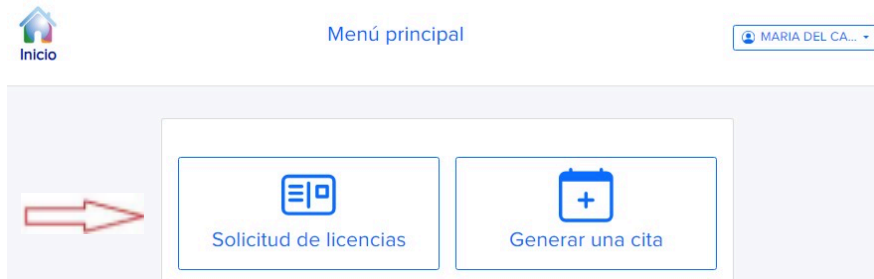 Inicio
Menú principal
MARIA DEL CA...
Solicitud de licencias
Generar una cita